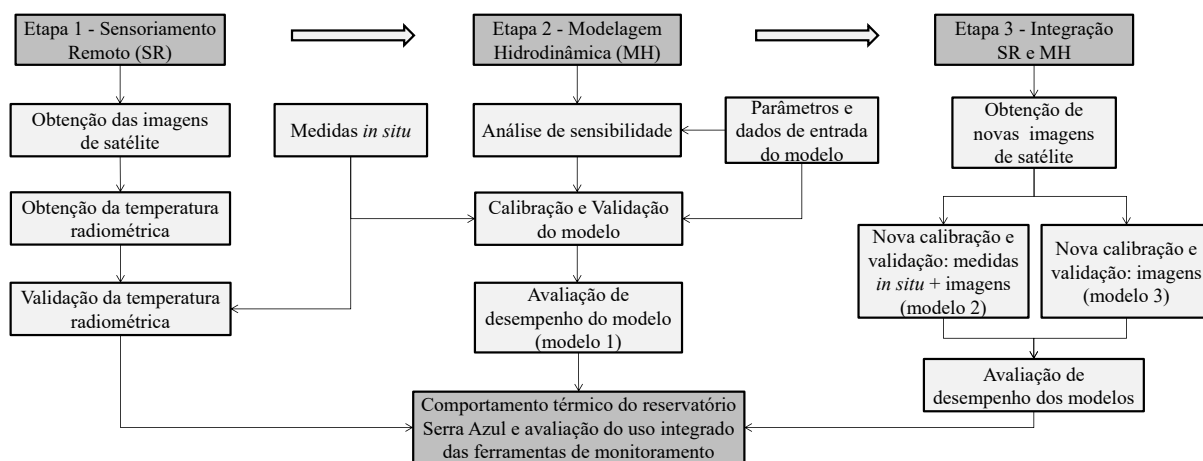 Etapa 1 - Sensoriamento
Remoto (SR)
Obtenção das imagens
de satélite
Obtenção da temperatura
radiométrica
Validação da temperatura
radiométrica
Medidas in situ
Etapa 2 - Modelagem
Hidrodinâmica (MH)
Análise de sensibilidade
Parâmetros e
dados de entrada
do modelo
Calibração e Validação
do modelo
Avaliação de
desempenho do modelo
(modelo 1)
Etapa 3 - Integração
SR e MH
Obtenção de
novas imagens
de satélite
Nova calibração e
validação: medidas
in situ + imagens
(modelo 2)
Nova calibração e
validação: imagens
(modelo 3)
Avaliação de
desempenho dos modelos
Comportamento térmico do reservatório
Serra Azul e avaliação do uso integrado
das ferramentas de monitoramento